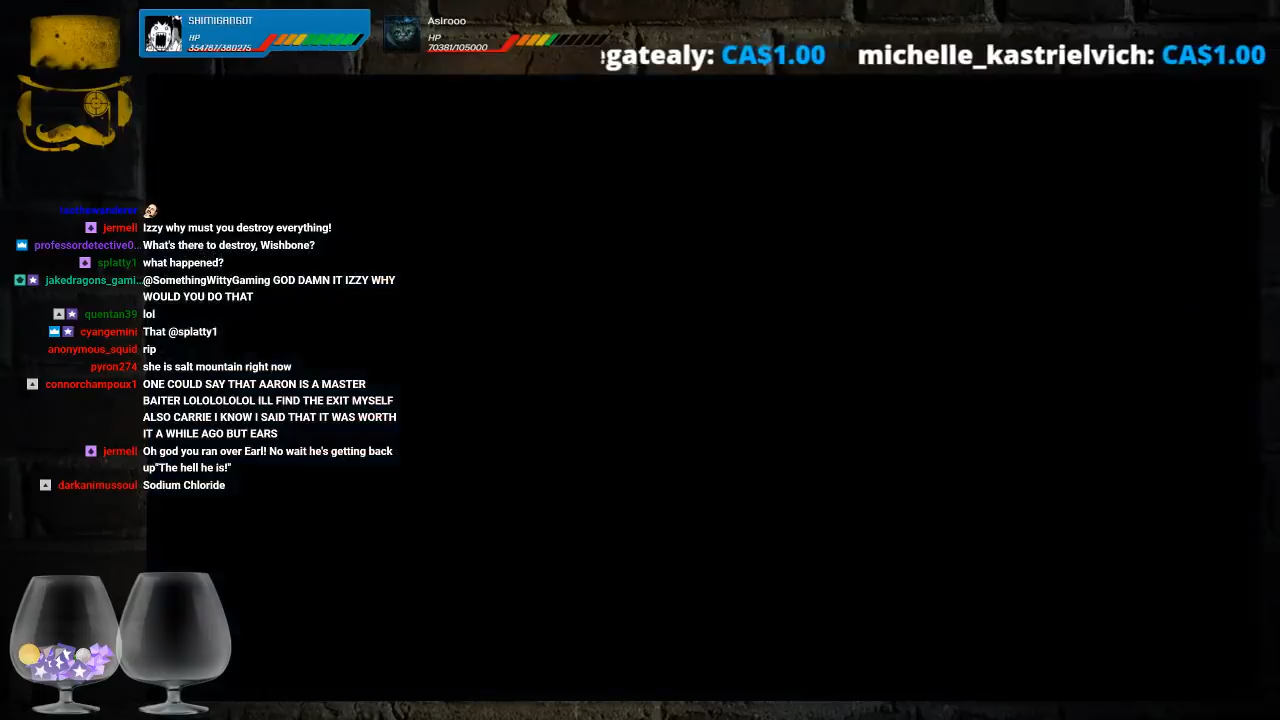 SHIMIGANGOT
HP
354787/380275
Asirooo
HP
70381/105000
gatealy: CA$1.00 michelle_kastrielvich: CA$1.00
jermell Izzy why must you destroy everything!
professordetective0... What's there to destroy, Wishbone?
splatty1 what happened?
jakedragons_gami... @SomethingWittyGaming GOD DAMN IT IZZY WHY
WOULD YOU DO THAT
quentan39 lol
cyangemini That @splatty1
anonymous_squid rip
pyron274 she is salt mountain right now
connorchampoux1 ONE COULD SAY THAT AARON IS A MASTER
BAITER LOLOLOLOLOL ILL FIND THE EXIT MYSELF
ALSO CARRIE I KNOW I SAID THAT IT WAS WORTH
IT A WHILE AGO BUT EARS
jermell Oh god you ran over Earl! No wait he's getting back
up"The hell he is!"
darkanimussoul Sodium Chloride